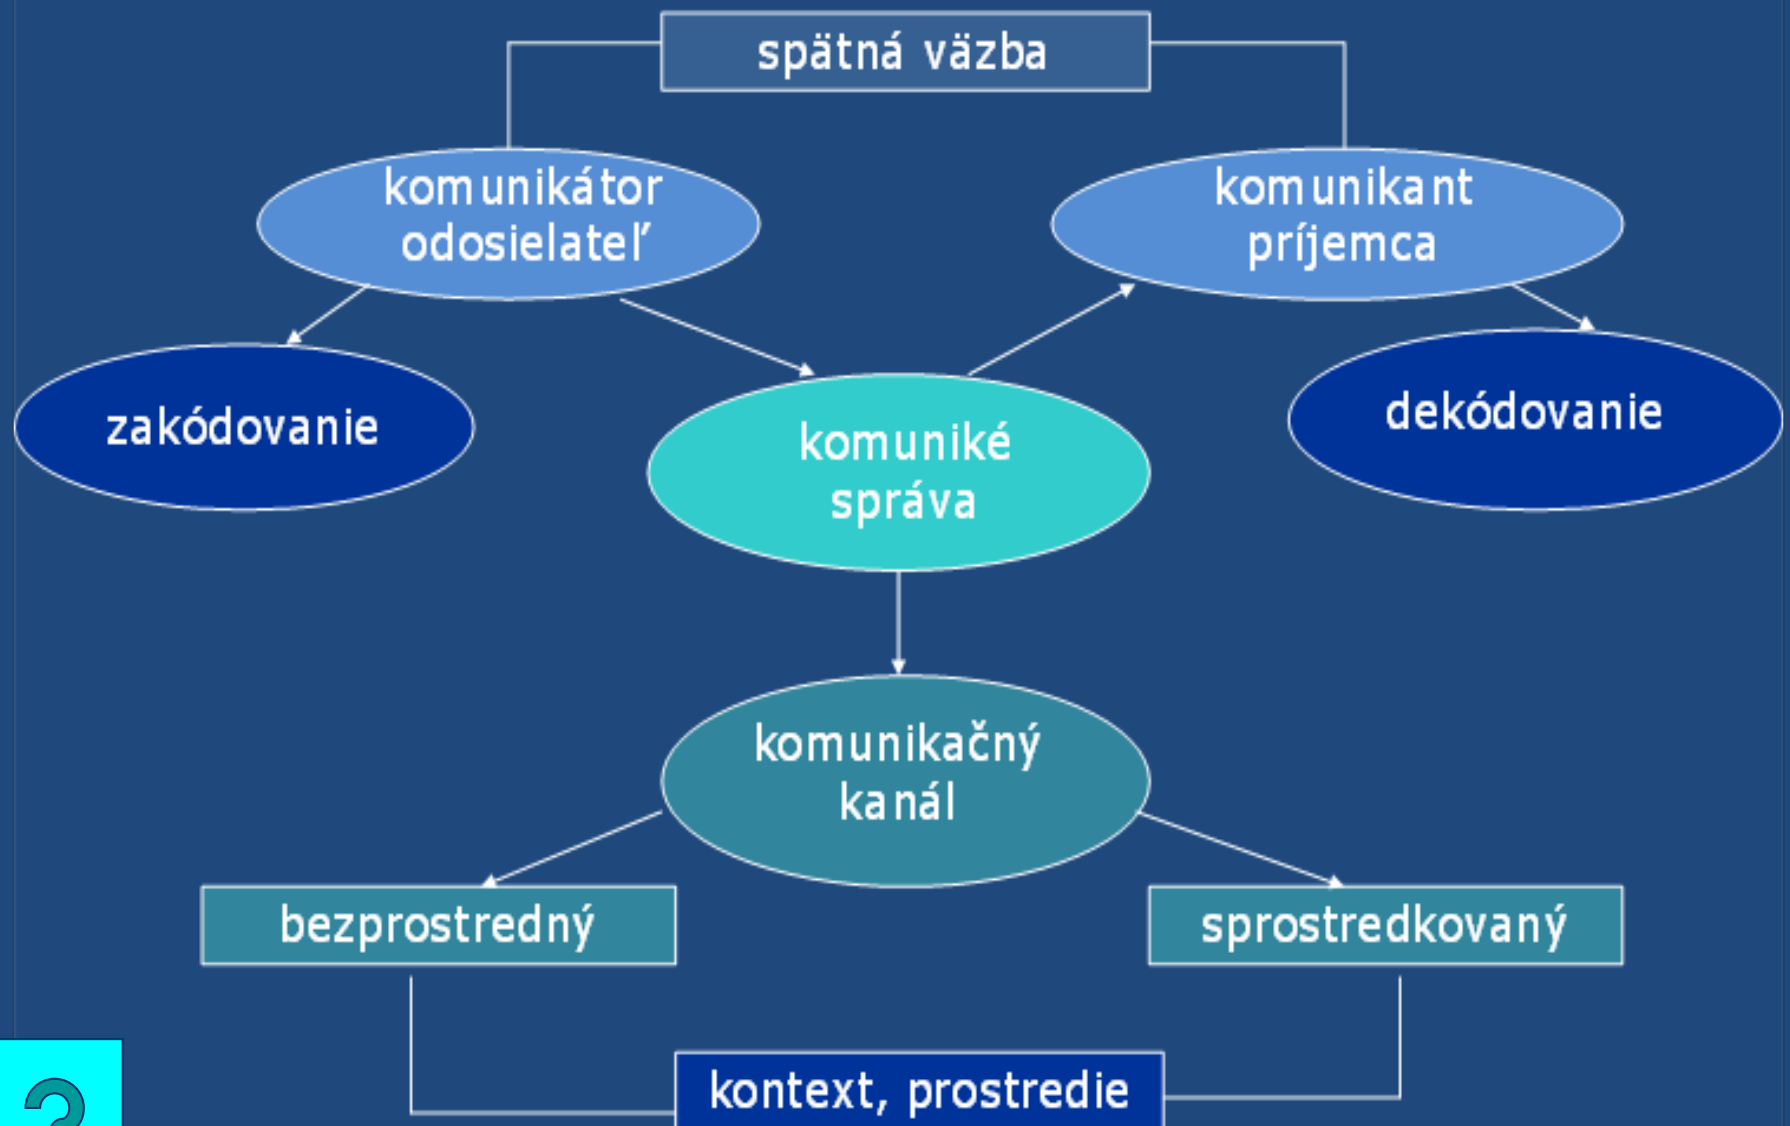 spätná väzba
komunikátor
odosielateľ
komunikant
príjemca
zakódovanie
dekódovanie
komuniké
správa
komunikačný
kanál
bezprostredný
sprostredkovaný
kontext, prostredie
?